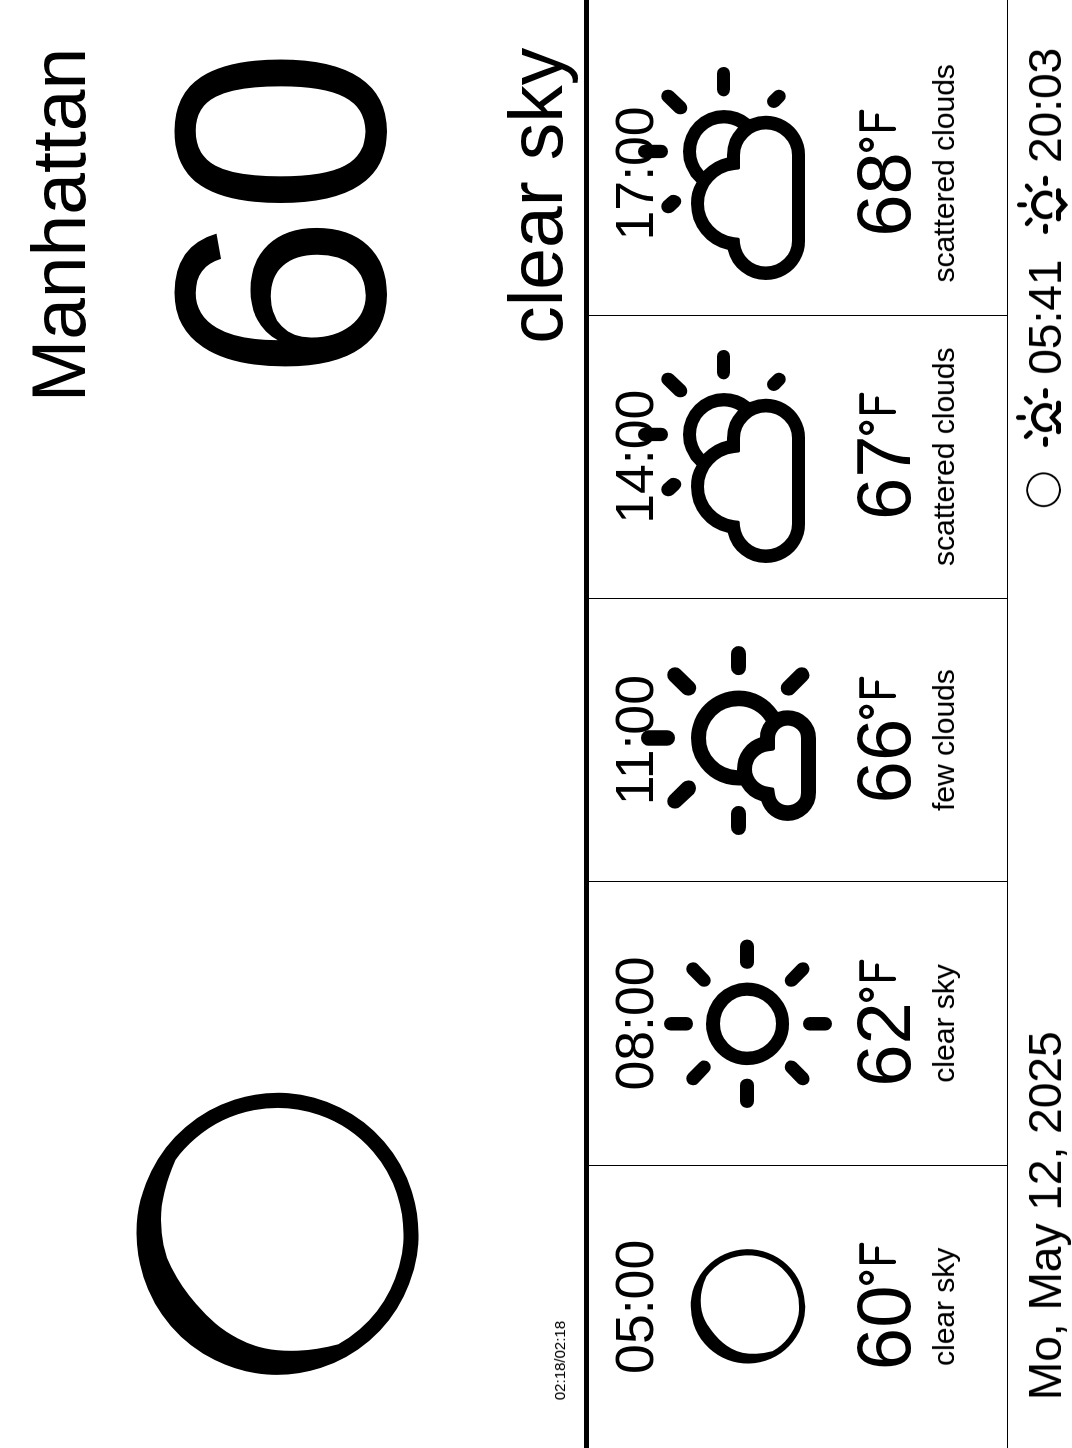 Manhattan
60
clear sky
02:18/02:18
05:00
60°F
clear sky
08:00
62°F
clear sky
11:00
66°F
few clouds
14:00
67°F
scattered clouds
17:00
68°F
scattered clouds
Mo, May 12, 2025
05:41 20:03